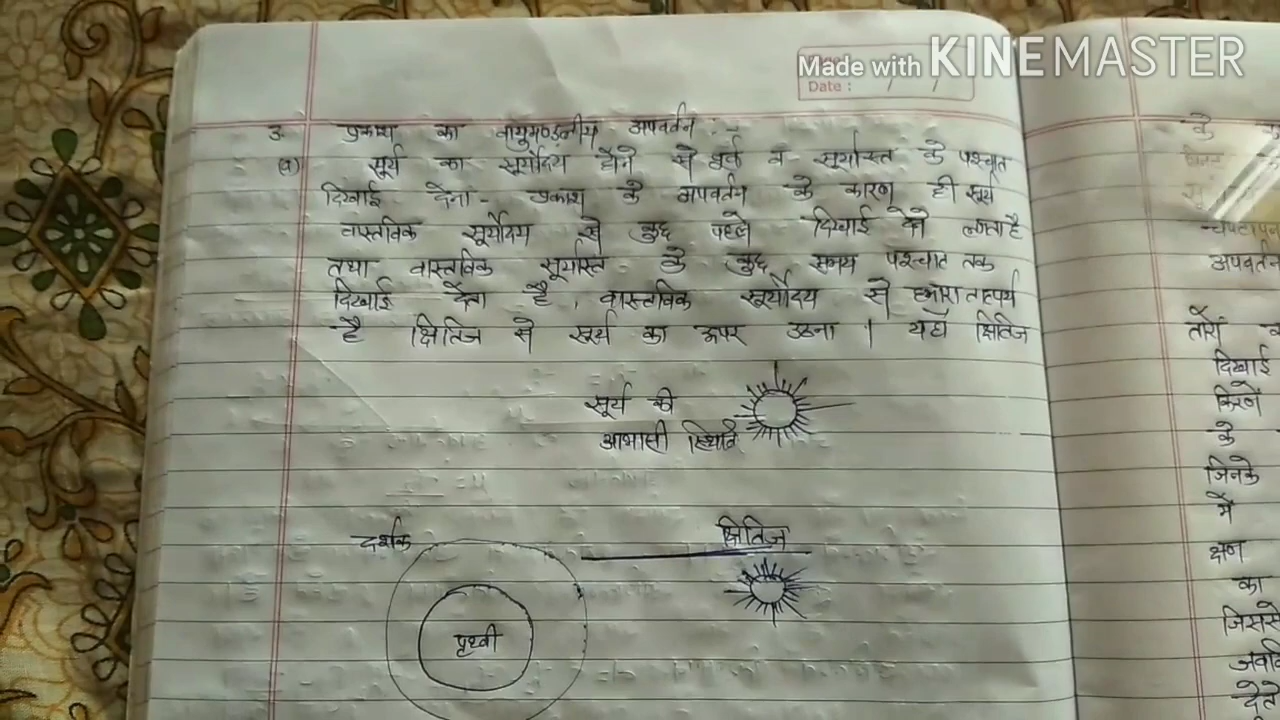 Made with KINEMASTER
Date : / /
3. प्रकाश का वायुमण्डलीय अपवर्तन :-
सूर्य का सूर्योदय होने से पूर्व व सूर्यास्त के पश्चात
दिखाई देना - प्रकाश के अपवर्तन के कारण ही सूर्य
वास्तविक सूर्योदय से कुछ पहले दिखाई देने लगता है
तथा वास्तविक सूर्यास्त के कुछ समय पश्चात तक
दिखाई देता है, वास्तविक सूर्योदय से हमारा तात्पर्य
है क्षितिज से सूर्य का ऊपर उठना । यहाँ क्षितिज
सूर्य की
आभासी स्थिति
दर्शक
क्षितिज
पृथ्वी
के
अपवर्तन
तारों
दिखाई
किरणें
के
जिनके
में
क्षण
का
जिससे
देते